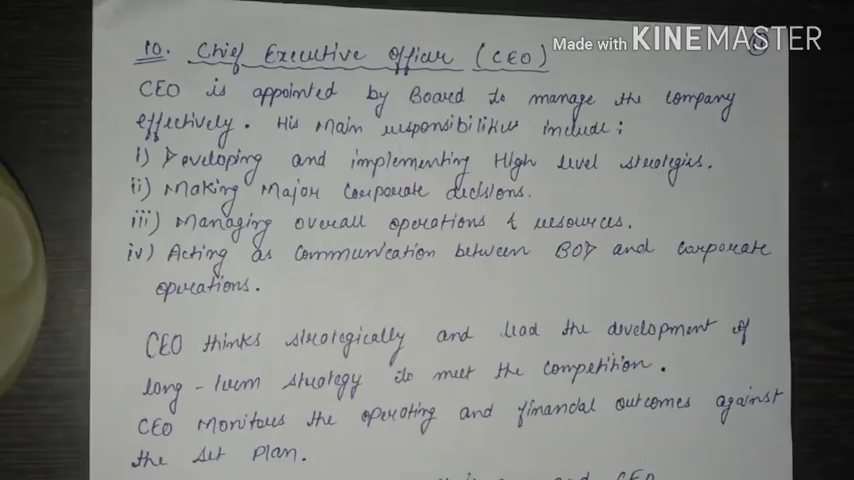 Made with KINEMASTER
10. Chief Executive Officer (CEO)
CEO is appointed by Board to manage the company
effectively. His main responsibilities include:
i) Developing and implementing High level strategies.
ii) Making Major Corporate decisions.
iii) Managing overall operations & resources.
iv) Acting as communication between BOD and corporate
operations.
CEO thinks strategically and lead the development of
long-term strategy to meet the competition.
CEO monitors the operating and financial outcomes against
the set plan.
and CEO